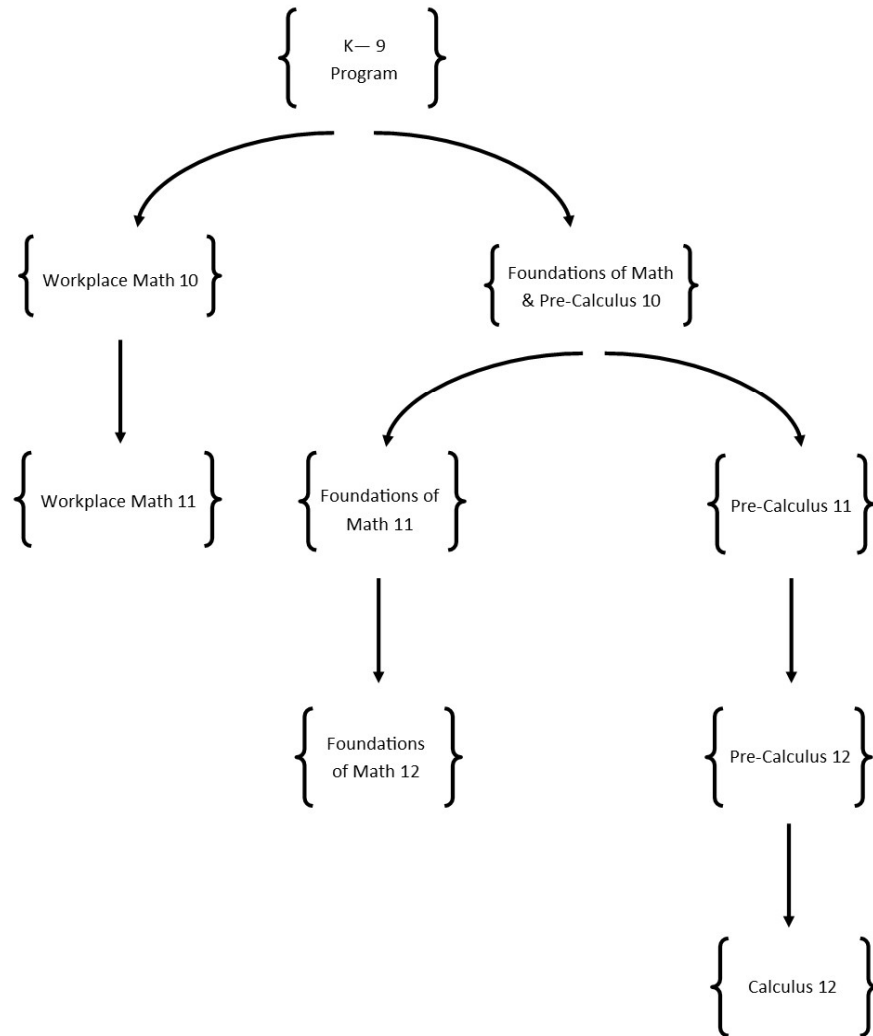 K— 9
Program
Workplace Math 10
Foundations of Math
& Pre-Calculus 10
Workplace Math 11
Foundations of
Math 11
Pre-Calculus 11
Foundations
of Math 12
Pre-Calculus 12
Calculus 12